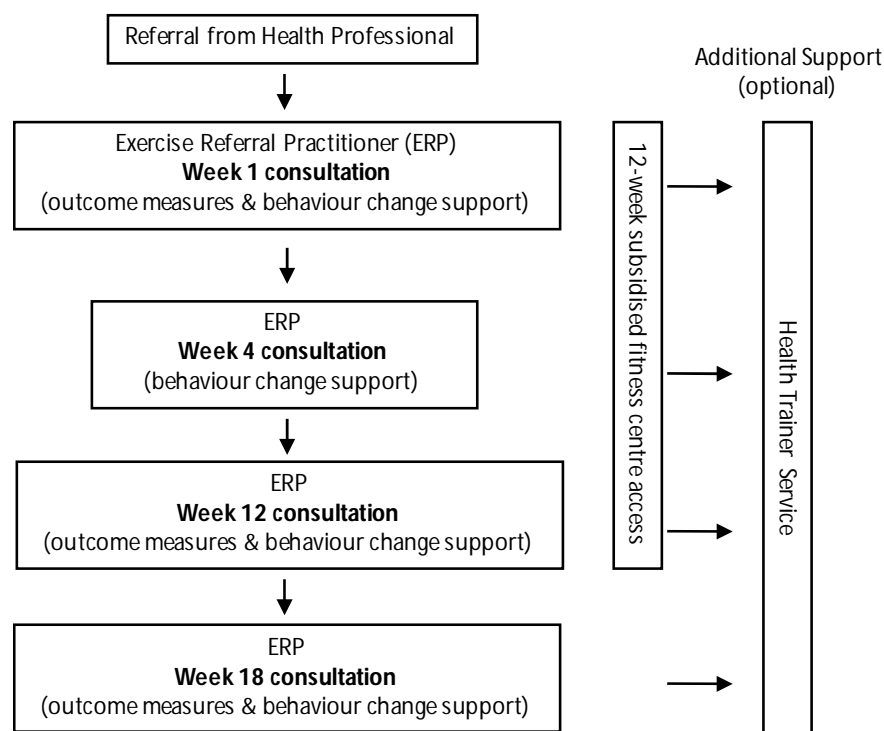 Referral from Health Professional
Additional Support
(optional)
Exercise Referral Practitioner (ERP)
Week 1 consultation
(outcome measures & behaviour change support)
ERP
Week 4 consultation
(behaviour change support)
ERP
Week 12 consultation
(outcome measures & behaviour change support)
ERP
Week 18 consultation
(outcome measures & behaviour change support)
12-week subsidised fitness centre access
Health Trainer Service